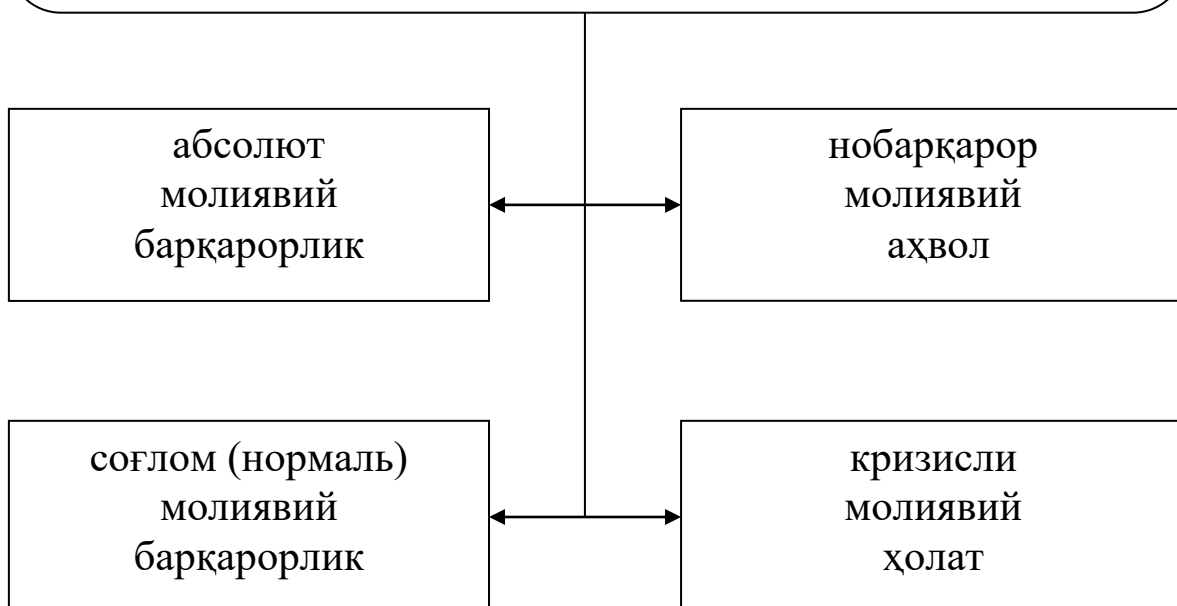 абсолют
молиявий
барқарорлик
нобарқарор
молиявий
аҳвол
соғлом (нормаль)
молиявий
барқарорлик
кризисли
молиявий
ҳолат